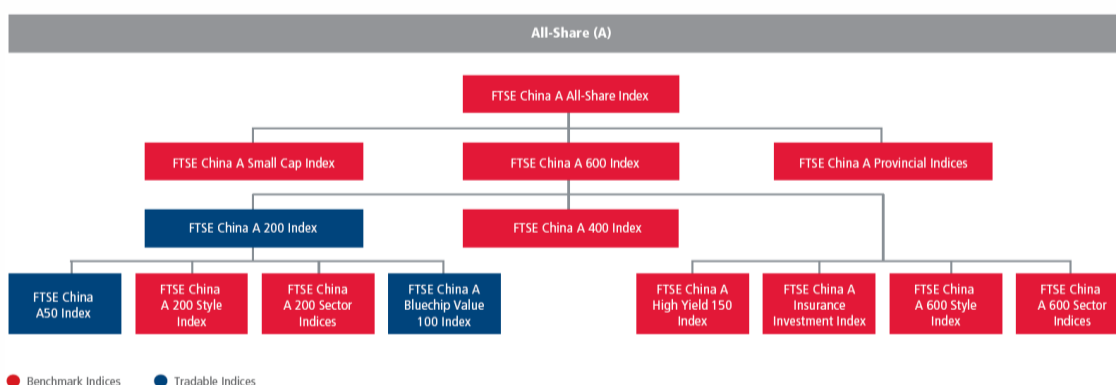 All-Share (A)
FTSE China A All-Share Index
FTSE China A Small Cap Index
FTSE China A 600 Index
FTSE China A Provincial Indices
FTSE China A 200 Index
FTSE China A 400 Index
FTSE China
A50 Index
FTSE China
A 200 Style
Index
FTSE China
A 200 Sector
Indices
FTSE China A
Bluechip Value
100 Index
FTSE China A
High Yield 150
Index
FTSE China A
Insurance
Investment Index
FTSE China
A 600 Style
Index
FTSE China
A 600 Sector
Indices
Benchmark Indices
Tradable Indices